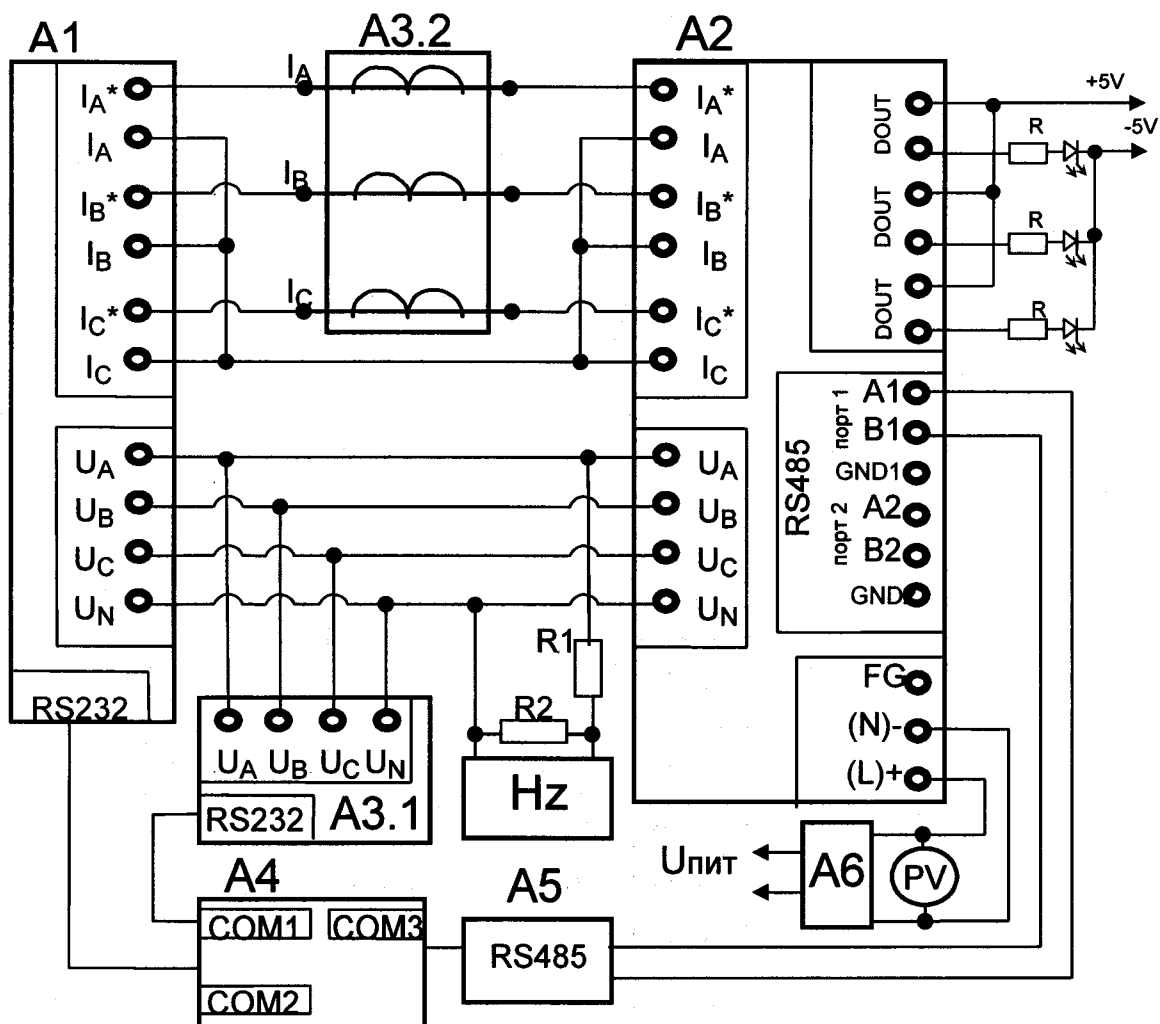 A1
A3.2
A2
IA*
IA
IB*
IB
IC*
IC
IA
IB
IC
IA*
IA
IB*
IB
IC*
IC
DOUT
DOUT
DOUT
+5V
-5V
R
R
R
UA
UB
UC
UN
UA
UB
UC
UN
RS485
порт 1
порт 2
A1
B1
GND1
A2
B2
GND
R1
R2
Hz
FG
(N)-
(L)+
RS232
UA UB UC UN
RS232 A3.1
Uпит
A6
PV
A4
A5
COM1 COM3
RS485
COM2